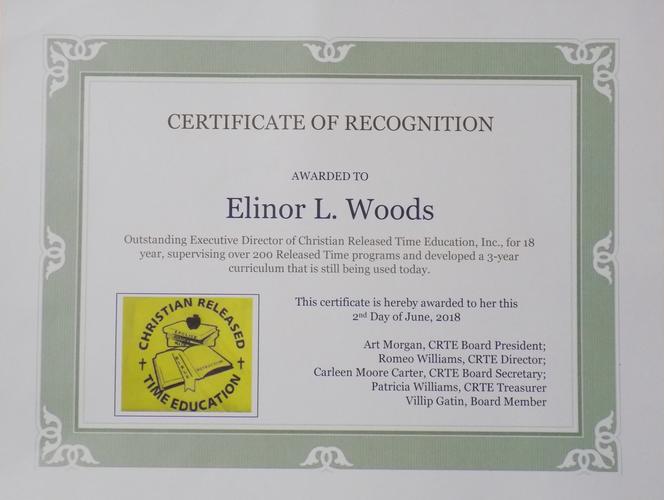 CERTIFICATE OF RECOGNITION
AWARDED TO
Elinor L. Woods
Outstanding Executive Director of Christian Released Time Education, Inc., for 18
year, supervising over 200 Released Time programs and developed a 3-year
curriculum that is still being used today.
CHRISTIAN RELEASED
TIME EDUCATION
This certificate is hereby awarded to her this
2nd Day of June, 2018
Art Morgan, CRTE Board President;
Romeo Williams, CRTE Director;
Carleen Moore Carter, CRTE Board Secretary;
Patricia Williams, CRTE Treasurer
Villip Gatin, Board Member